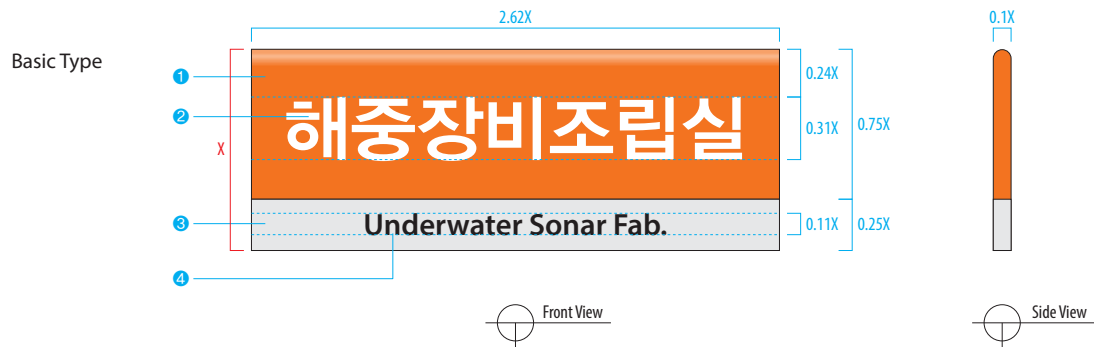 2.62X
0.1X
Basic Type
1
0.24X
2
해중장비조립실
0.31X
0.75X
X
3
Underwater Sonar Fab.
0.11X
0.25X
4
Front View
Side View